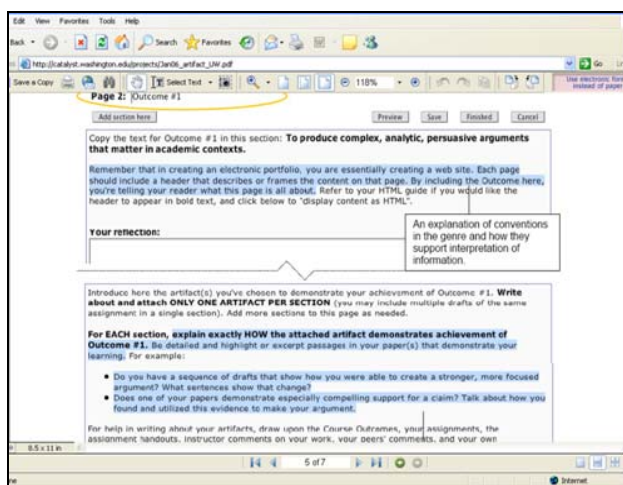 Edit View Favorites Tools Help
Back Search Favorites
http://catalyst.washington.edu/projects/Jan06_artifact_UW.pdf Go
Save a Copy Select Text 118% Use electronic forms
instead of paper
Page 2: Outcome #1
Add section here Preview Save Finished Cancel
Copy the text for Outcome #1 in this section: To produce complex, analytic, persuasive arguments
that matter in academic contexts.
Remember that in creating an electronic portfolio, you are essentially creating a web site. Each page
should include a header that describes or frames the content on that page. By including the Outcome here,
you're telling your reader what this page is all about. Refer to your HTML guide if you would like the
header to appear in bold text, and click below to "display content as HTML".
An explanation of conventions
in the genre and how they
support interpretation of
information.
Your reflection:
Introduce here the artifact(s) you've chosen to demonstrate your achievement of Outcome #1. Write
about and attach ONLY ONE ARTIFACT PER SECTION (you may include multiple drafts of the same
assignment in a single section). Add more sections to this page as needed.
For EACH section, explain exactly HOW the attached artifact demonstrates achievement of
Outcome #1. Be detailed and highlight or excerpt passages in your paper(s) that demonstrate your
learning. For example:
• Do you have a sequence of drafts that show how you were able to create a stronger, more focused
argument? What sentences show that change?
• Does one of your papers demonstrate especially compelling support for a claim? Talk about how you
found and utilized this evidence to make your argument.
For help in writing about your artifacts, draw upon the Course Outcomes, your assignments, the
assignment handouts, instructor comments on your work, your peers' comments, and your own
8.5 x 11 in
5 of 7
Internet